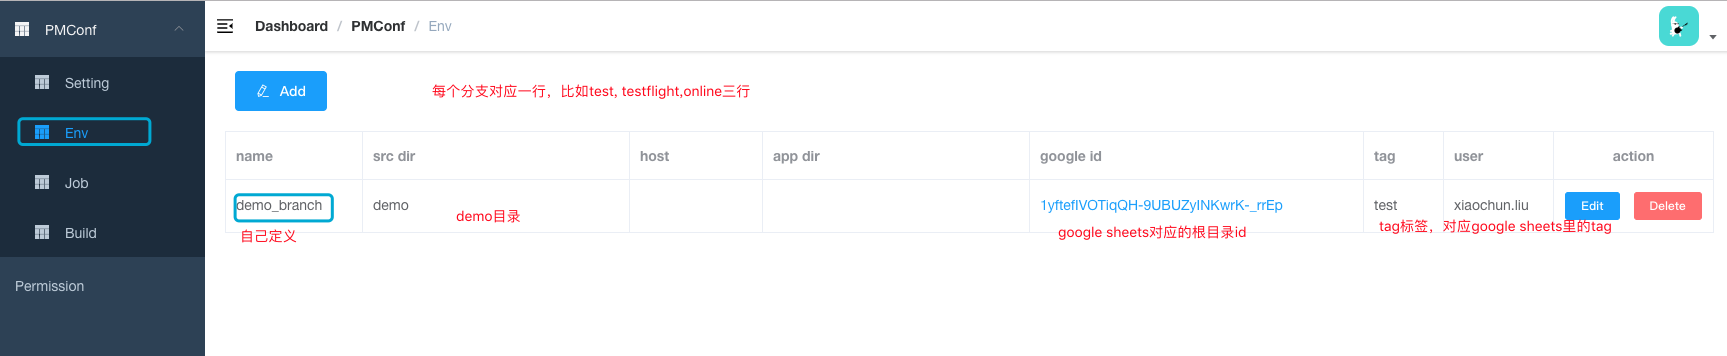 PMConf
Dashboard / PMConf / Env
Setting
Env
Job
Build
Permission
Add
每个分支对应一行，比如test, testflight,online三行
name src dir host app dir google id tag user action
demo_branch demo 1yfteflVOTiqQH-9UBUZyINKwrK-_rrEp test xiaochun.liu Edit Delete
自己定义 demo目录 google sheets对应的根目录id tag标签，对应google sheets里的tag